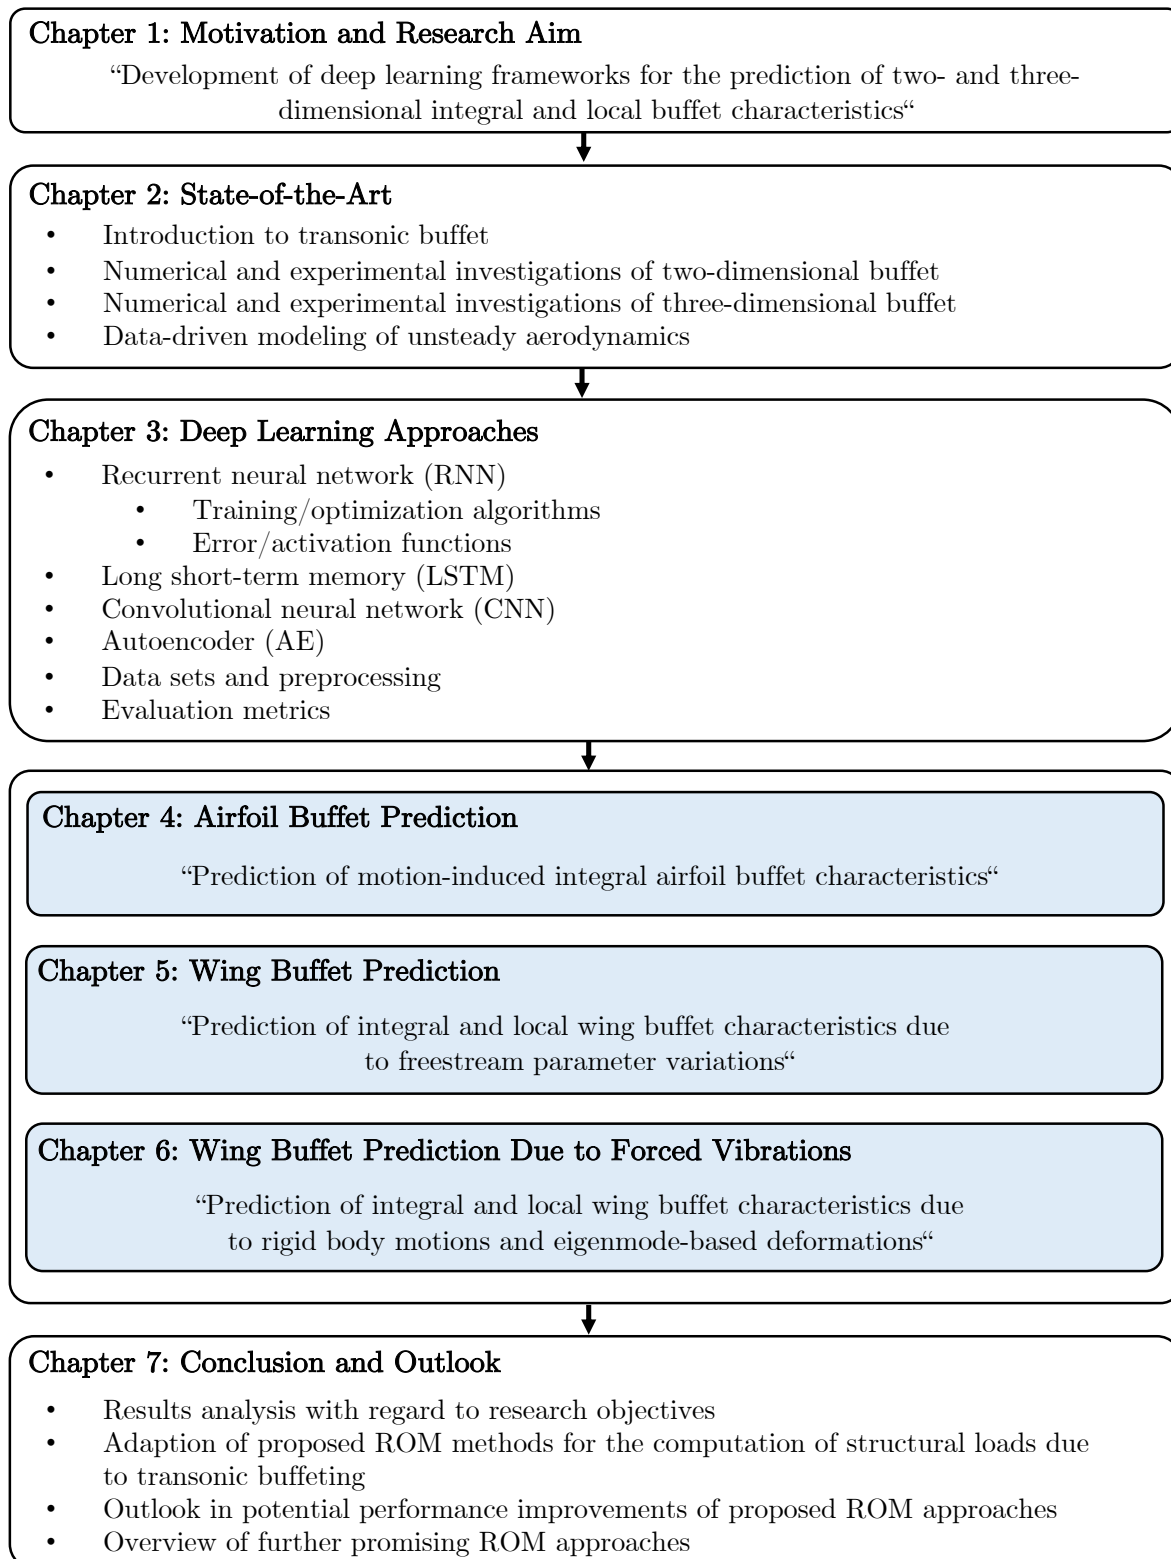 Chapter 1: Motivation and Research Aim
“Development of deep learning frameworks for the prediction of two- and three-
dimensional integral and local buffet characteristics“
Chapter 2: State-of-the-Art
• Introduction to transonic buffet
• Numerical and experimental investigations of two-dimensional buffet
• Numerical and experimental investigations of three-dimensional buffet
• Data-driven modeling of unsteady aerodynamics
Chapter 3: Deep Learning Approaches
• Recurrent neural network (RNN)
• Training/optimization algorithms
• Error/activation functions
• Long short-term memory (LSTM)
• Convolutional neural network (CNN)
• Autoencoder (AE)
• Data sets and preprocessing
• Evaluation metrics
Chapter 4: Airfoil Buffet Prediction
“Prediction of motion-induced integral airfoil buffet characteristics“
Chapter 5: Wing Buffet Prediction
“Prediction of integral and local wing buffet characteristics due
to freestream parameter variations“
Chapter 6: Wing Buffet Prediction Due to Forced Vibrations
“Prediction of integral and local wing buffet characteristics due
to rigid body motions and eigenmode-based deformations“
Chapter 7: Conclusion and Outlook
• Results analysis with regard to research objectives
• Adaption of proposed ROM methods for the computation of structural loads due
to transonic buffeting
• Outlook in potential performance improvements of proposed ROM approaches
• Overview of further promising ROM approaches